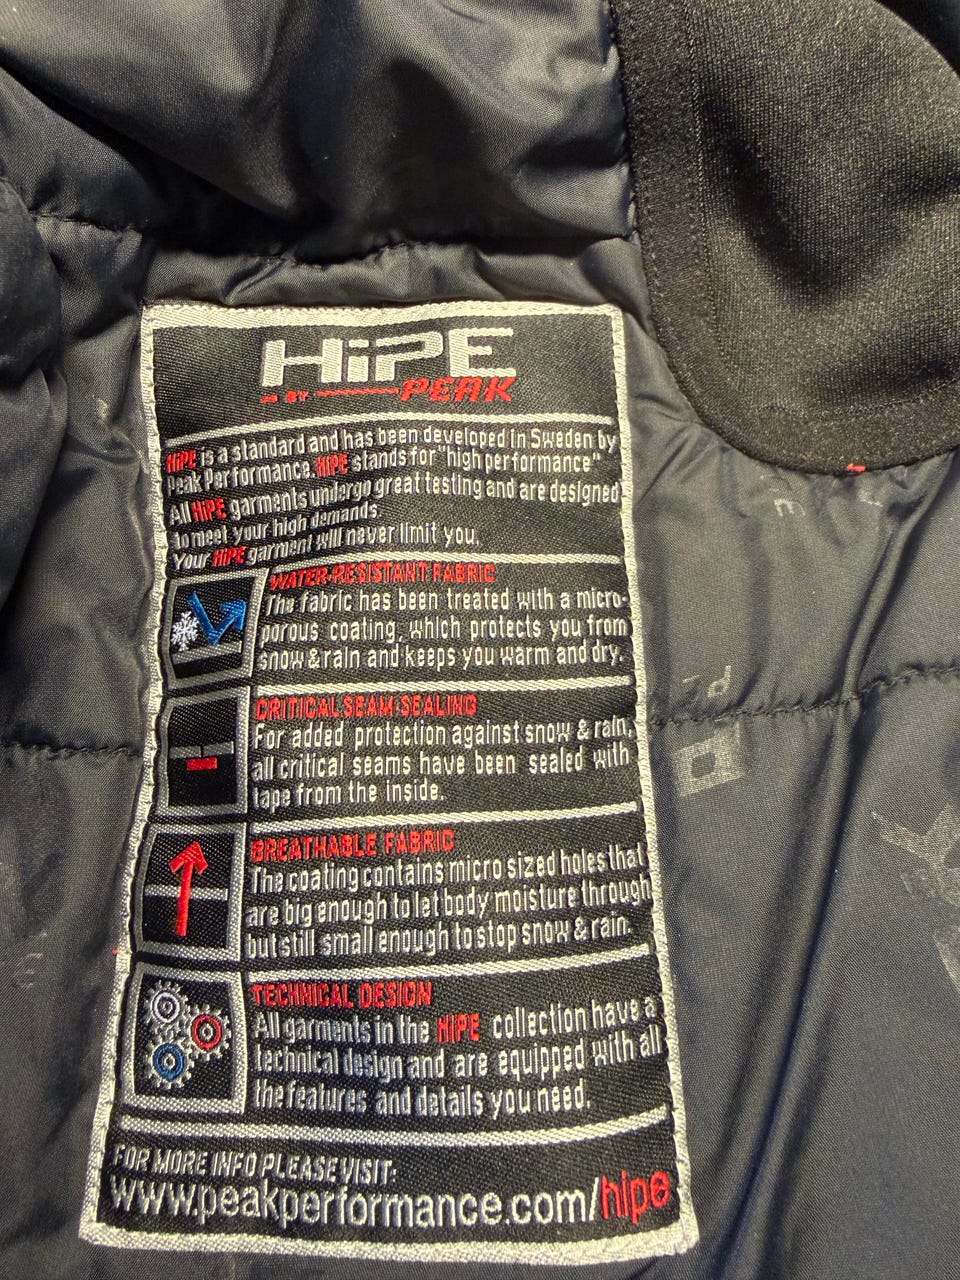 HiPE
BY PEAK
HiPE is a standard and has been developed in Sweden by
Peak Performance. HiPE stands for "high performance"
All HiPE garments undergo great testing and are designed
to meet your high demands.
Your HiPE garment will never limit you.
WATER-RESISTANT FABRIC
The fabric has been treated with a micro-
porous coating, which protects you from
snow & rain and keeps you warm and dry.
CRITICAL SEAM SEALING
For added protection against snow & rain,
all critical seams have been sealed with
tape from the inside.
BREATHABLE FABRIC
The coating contains micro sized holes that
are big enough to let body moisture through
but still small enough to stop snow & rain.
TECHNICAL DESIGN
All garments in the HiPE collection have a
technical design and are equipped with all
the features and details you need.
FOR MORE INFO PLEASE VISIT:
www.peakperformance.com/hipe